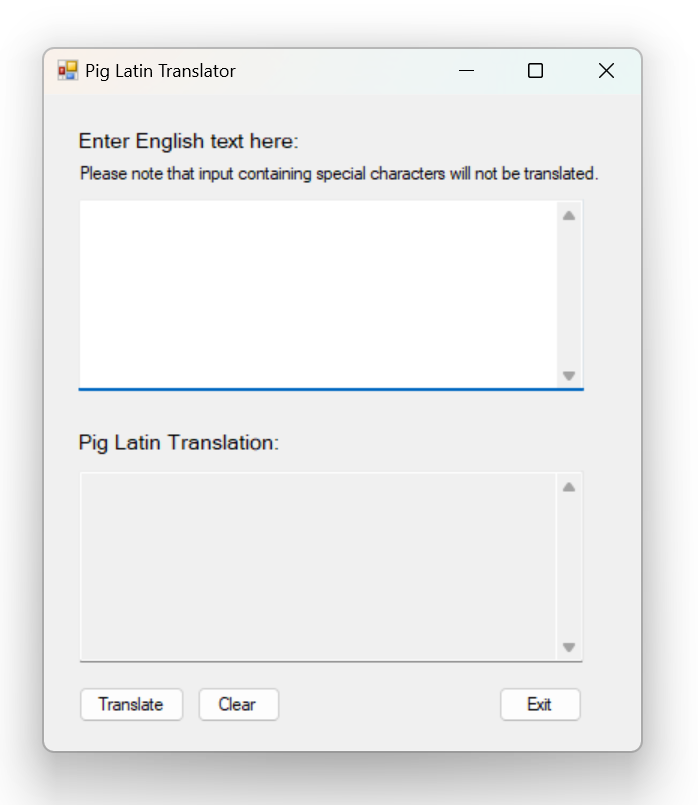 Pig Latin Translator
Enter English text here:
Please note that input containing special characters will not be translated.
Pig Latin Translation:
Translate Clear Exit